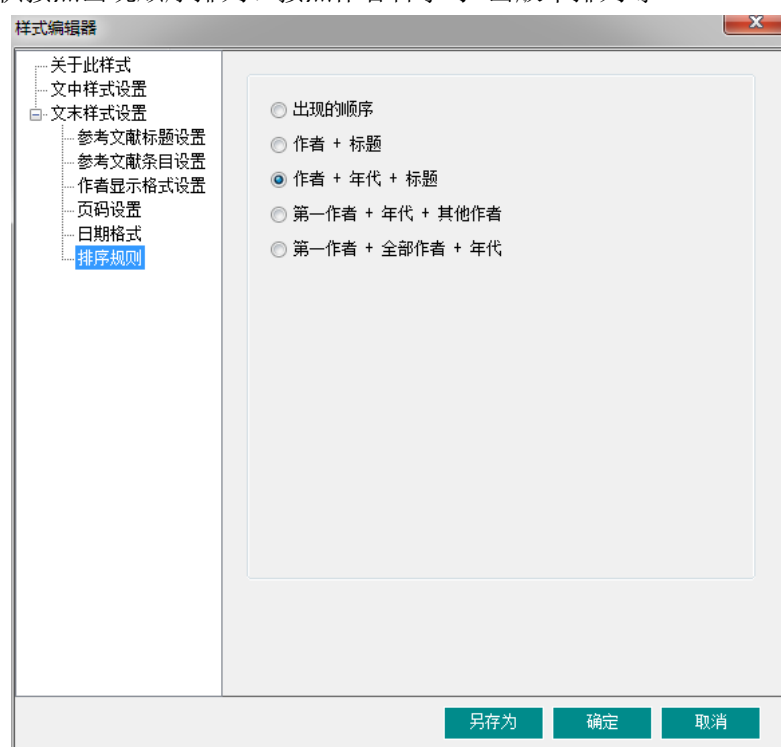 样式编辑器
关于此样式
文中样式设置
文末样式设置
参考文献标题设置
参考文献条目设置
作者显示格式设置
页码设置
日期格式
排序规则
出现的顺序
作者 + 标题
作者 + 年代 + 标题
第一作者 + 年代 + 其他作者
第一作者 + 全部作者 + 年代
另存为
确定
取消